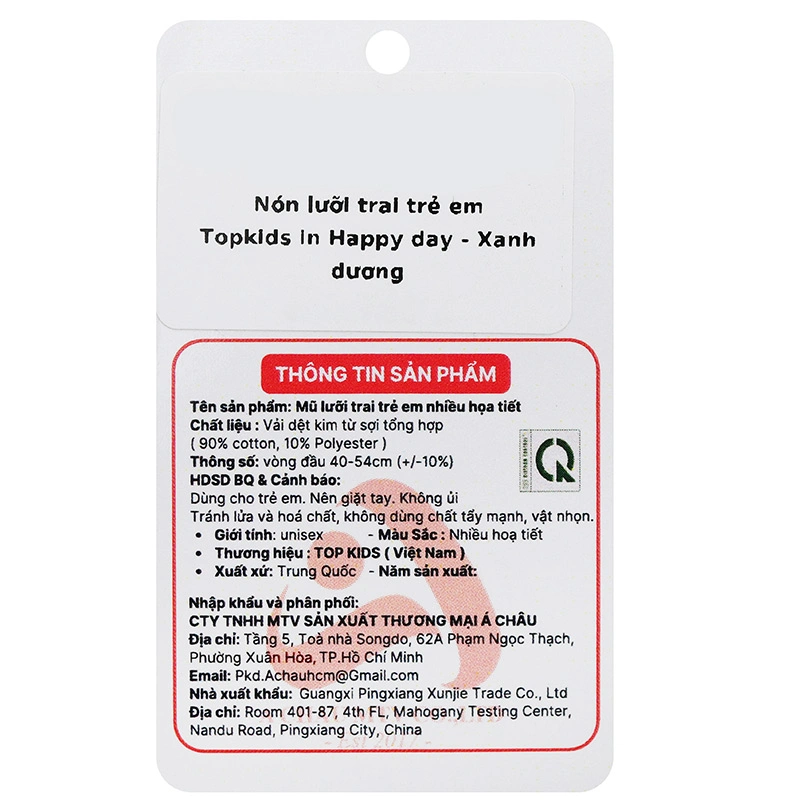 Nón lưỡi trai trẻ em
Topkids in Happy day - Xanh
dương
THÔNG TIN SẢN PHẨM
Tên sản phẩm: Mũ lưỡi trai trẻ em nhiều họa tiết
Chất liệu : Vải dệt kim từ sợi tổng hợp
( 90% cotton, 10% Polyester )
Thông số: vòng đầu 40-54cm (+/-10%)
HDSD BQ & Cảnh báo:
Dùng cho trẻ em. Nên giặt tay. Không ủi
Tránh lửa và hoá chất, không dùng chất tẩy mạnh, vật nhọn.
• Giới tính: unisex - Màu Sắc : Nhiều hoạ tiết
• Thương hiệu : TOP KIDS ( Việt Nam )
• Xuất xứ: Trung Quốc - Năm sản xuất:
Nhập khẩu và phân phối:
CTY TNHH MTV SẢN XUẤT THƯƠNG MẠI Á CHÂU
Địa chỉ: Tầng 5, Toà nhà Songdo, 62A Phạm Ngọc Thạch,
Phường Xuân Hòa, TP.Hồ Chí Minh
Email: Pkd.Achauhcm@Gmail.com
Nhà xuất khẩu: Guangxi Pingxiang Xunjie Trade Co., Ltd
Địa chỉ: Room 401-87, 4th FL, Mahogany Testing Center,
Nandu Road, Pingxiang City, China
- Est 2017 -